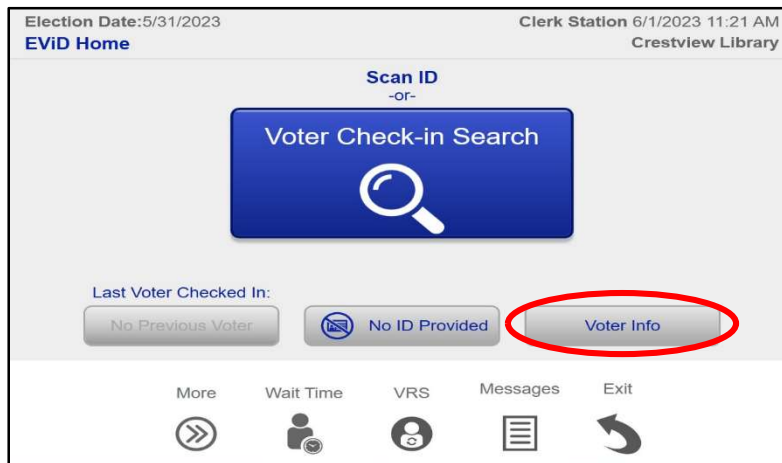 Election Date:5/31/2023
Clerk Station 6/1/2023 11:21 AM
EViD Home
Crestview Library
Scan ID
-or-
Voter Check-in Search
Last Voter Checked In:
No Previous Voter
No ID Provided
Voter Info
More
Wait Time
VRS
Messages
Exit